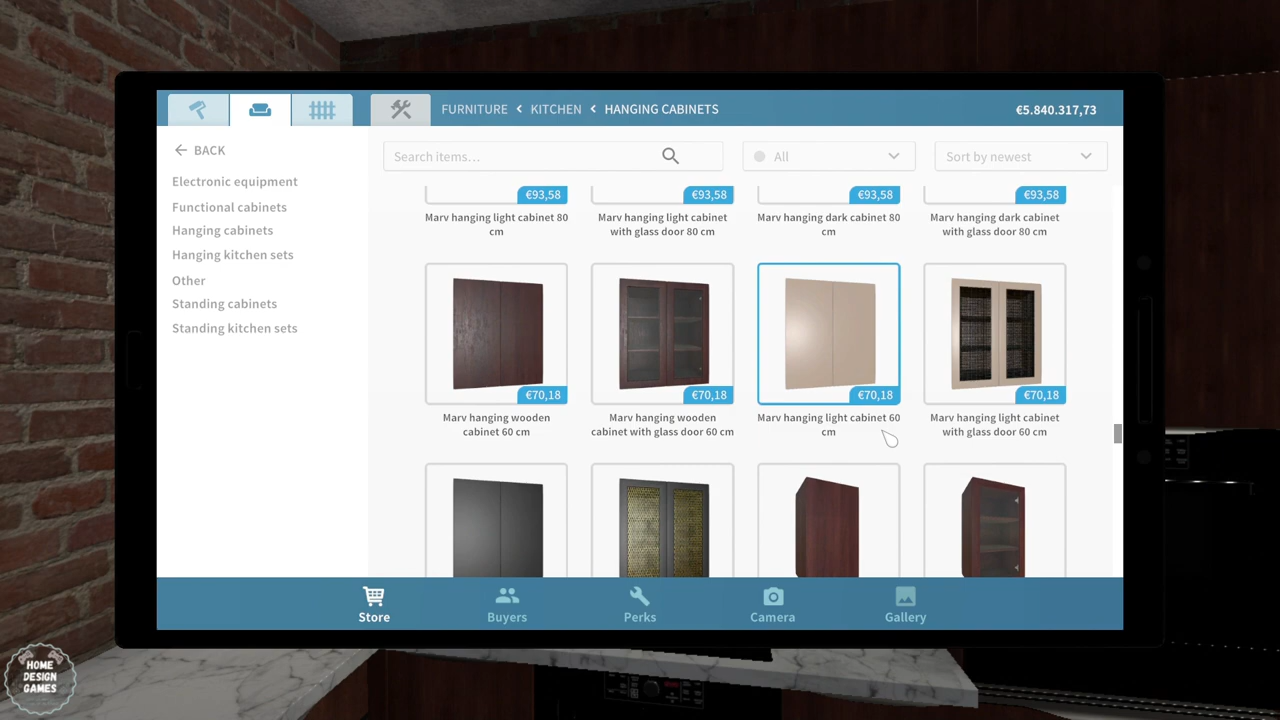 FURNITURE < KITCHEN < HANGING CABINETS
€5.840.317,73
BACK
Search items...
All
Sort by newest
Electronic equipment
Functional cabinets
Hanging cabinets
Hanging kitchen sets
Other
Standing cabinets
Standing kitchen sets
€93,58
€93,58
€93,58
€93,58
Marv hanging light cabinet 80
cm
Marv hanging light cabinet
with glass door 80 cm
Marv hanging dark cabinet 80
cm
Marv hanging dark cabinet
with glass door 80 cm
€70,18
€70,18
€70,18
€70,18
Marv hanging wooden
cabinet 60 cm
Marv hanging wooden
cabinet with glass door 60 cm
Marv hanging light cabinet 60
cm
Marv hanging light cabinet
with glass door 60 cm
Store
Buyers
Perks
Camera
Gallery
HOME
DESIGN
GAMES